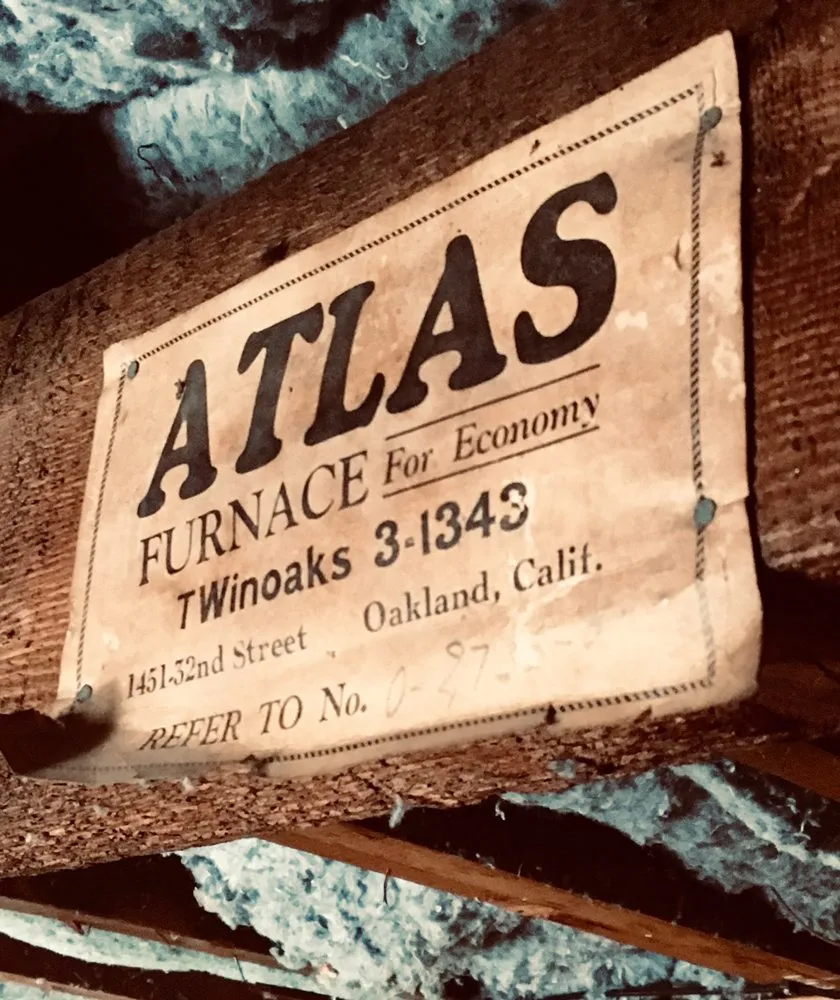 ATLAS
FURNACE For Economy
TWinoaks 3-1343
1451-32nd Street Oakland, Calif.
REFER TO No.